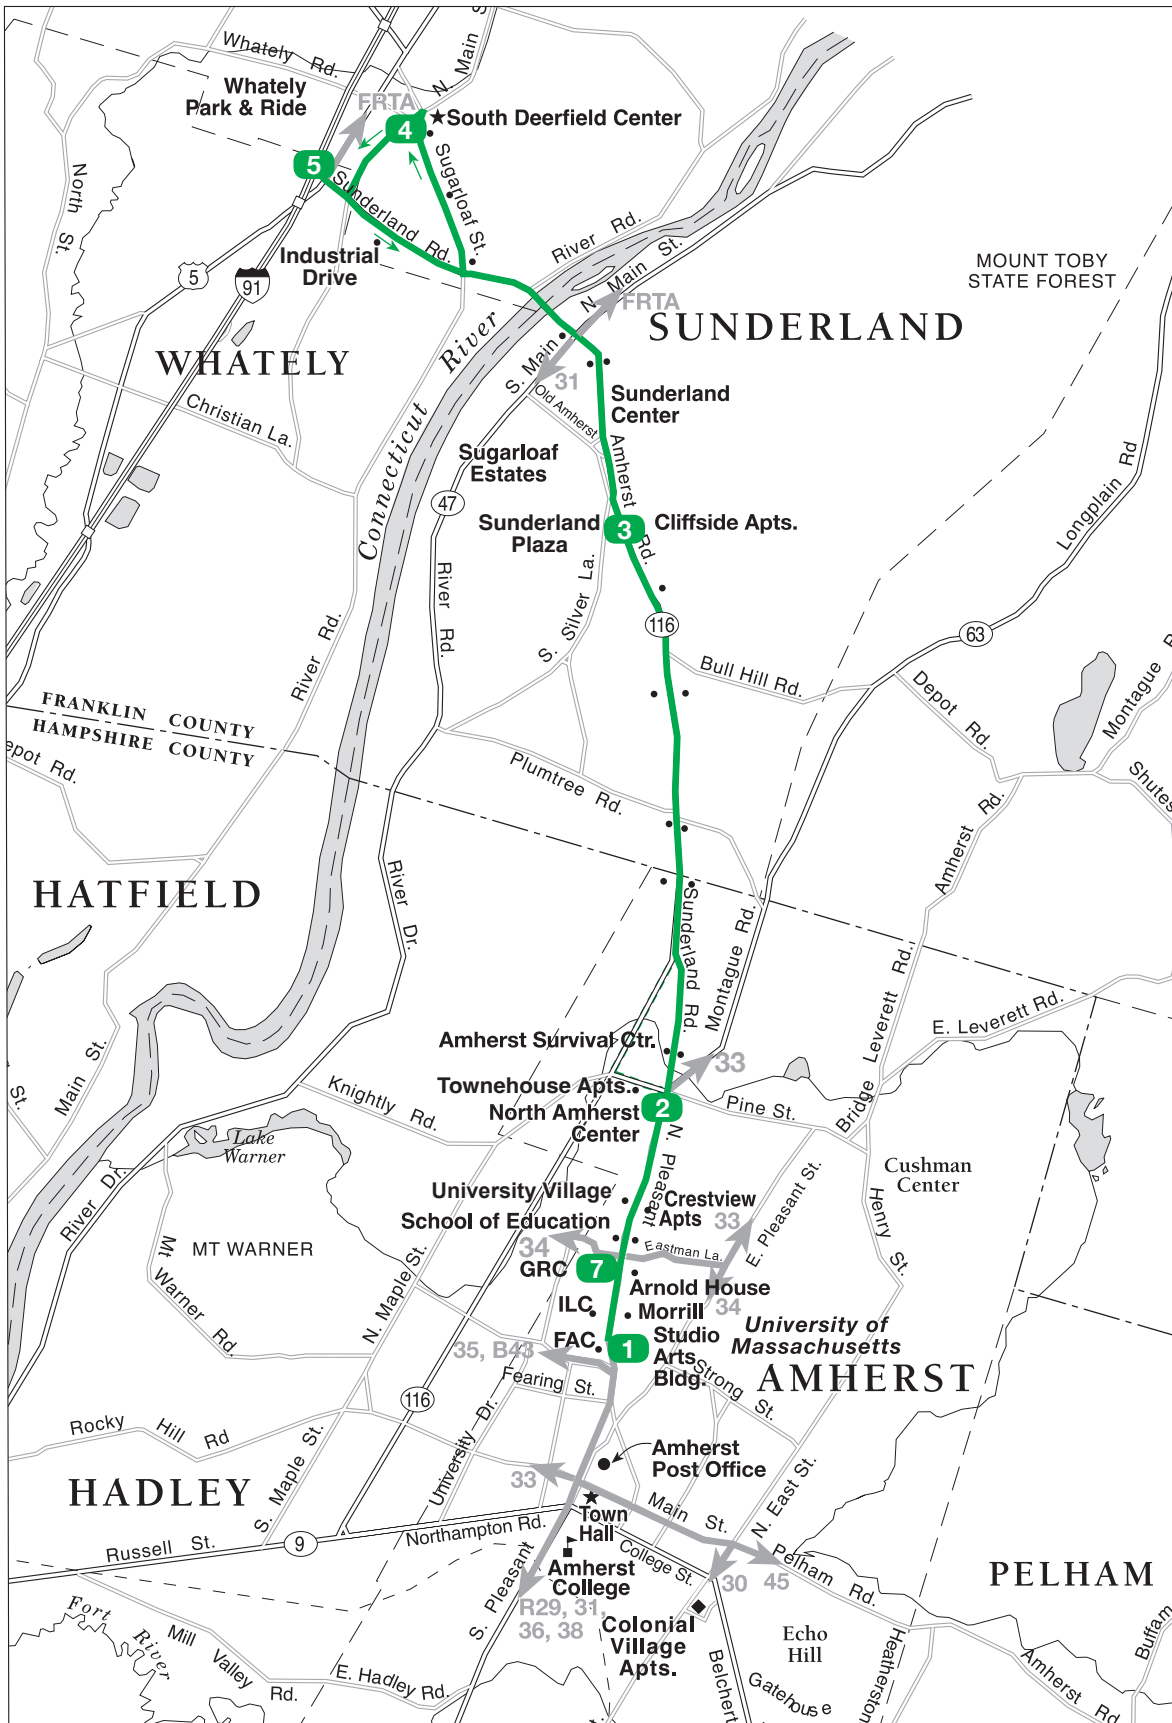 Whately Rd.
N. Main S
Whately
Park & Ride
FRTA
4
South Deerfield Center
5
Sugarloaf St.
Sunderland Rd.
North St.
Industrial
Drive
River Rd.
N. Main St.
FRTA
MOUNT TOBY
STATE FOREST
5
91
SUNDERLAND
WHATELY
Connecticut River
S. Main
31
Old Amherst
Sunderland
Center
Christian La.
Amherst Rd.
Sugarloaf
Estates
47
Sunderland
Plaza
3
Cliffside Apts.
Longplain Rd
River Rd.
S. Silver La.
116
63
River Rd.
Bull Hill Rd.
Depot Rd.
Montague R
FRANKLIN COUNTY
HAMPSHIRE COUNTY
epot Rd.
Plumtree Rd.
Shutes
Amherst Rd.
HATFIELD
River Dr.
Sunderland Rd.
Montague Rd.
Bridge Leverett Rd.
E. Leverett Rd.
Amherst Survival Ctr.
33
Main St.
St.
Townehouse Apts.
Knightly Rd.
North Amherst
Center
2
Pine St.
Lake
Warner
N. Pleasant
Cushman
Center
River Dr.
University Village
Crestview
Apts
School of Education
33
E. Pleasant St.
Henry St.
34
Eastman La.
MT WARNER
Mt Warner Rd.
GRC
7
Arnold House
34
N. Maple St.
ILC
Morrill
University of
Massachusetts
FAC
1
Studio
Arts
Bldg.
35, B43
AMHERST
Fearing St.
Strong St.
116
Rocky Hill Rd
University Dr.
Amherst
Post Office
HADLEY
S. Maple St.
33
Main St.
N. East St.
Town
Hall
Northampton Rd.
9
Russell St.
College St.
Pelham Rd.
Amherst
College
30
45
PELHAM
S. Pleasant
R29, 31,
36, 38
Colonial
Village
Apts.
Fort River
Mill Valley Rd.
E. Hadley Rd.
Echo
Hill
Belchert
Gatehouse
Heatherston
Amherst Rd
Buffam